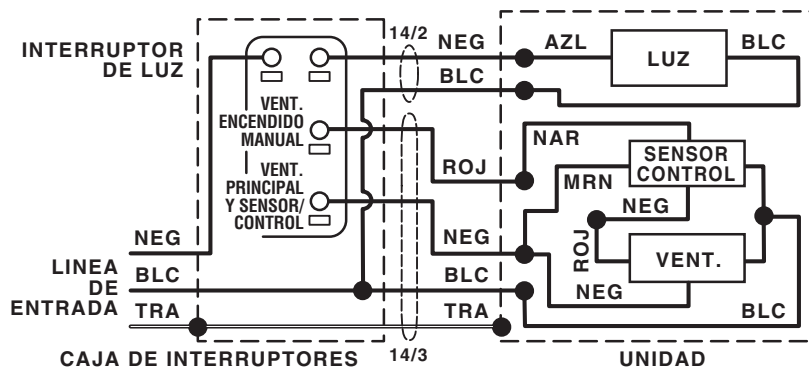 INTERRUPTOR
DE LUZ
14/2
NEG
AZL
LUZ
BLC
BLC
VENT.
ENCENDIDO
MANUAL
VENT.
PRINCIPAL
Y SENSOR/
CONTROL
ROJ
NAR
SENSOR
CONTROL
MRN
NEG
ROJ
VENT.
NEG
NEG
NEG
LINEA
DE
ENTRADA
BLC
BLC
BLC
TRA
TRA
CAJA DE INTERRUPTORES
14/3
UNIDAD